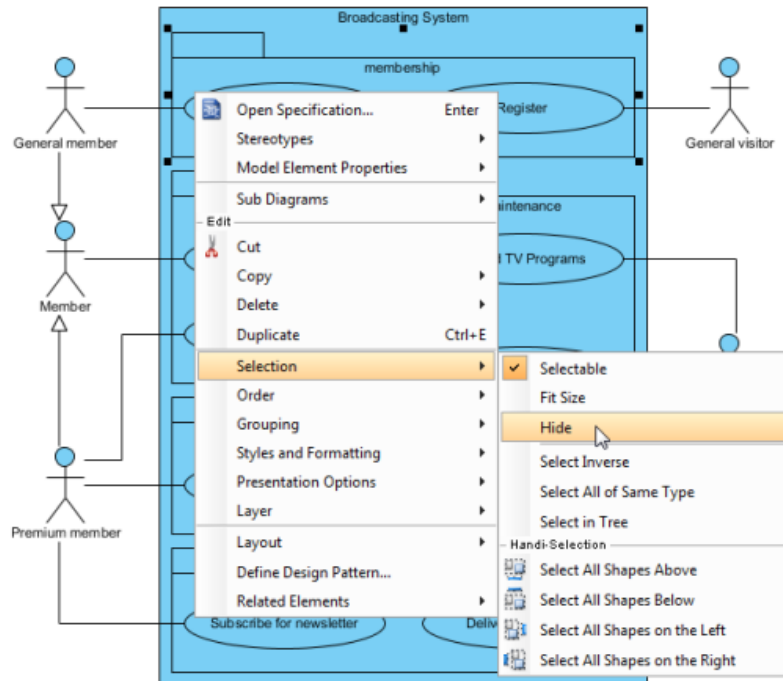 Broadcasting System
membership
Register
General member
General visitor
Open Specification... Enter
Stereotypes
Model Element Properties
Sub Diagrams
Edit
Cut
Copy
Delete
Duplicate Ctrl+E
Selection
Order
Grouping
Styles and Formatting
Presentation Options
Layer
Layout
Define Design Pattern...
Related Elements
TV Programs
Member
Premium member
Selectable
Fit Size
Hide
Select Inverse
Select All of Same Type
Select in Tree
Handi-Selection
Select All Shapes Above
Select All Shapes Below
Select All Shapes on the Left
Select All Shapes on the Right
Subscribe for newsletter